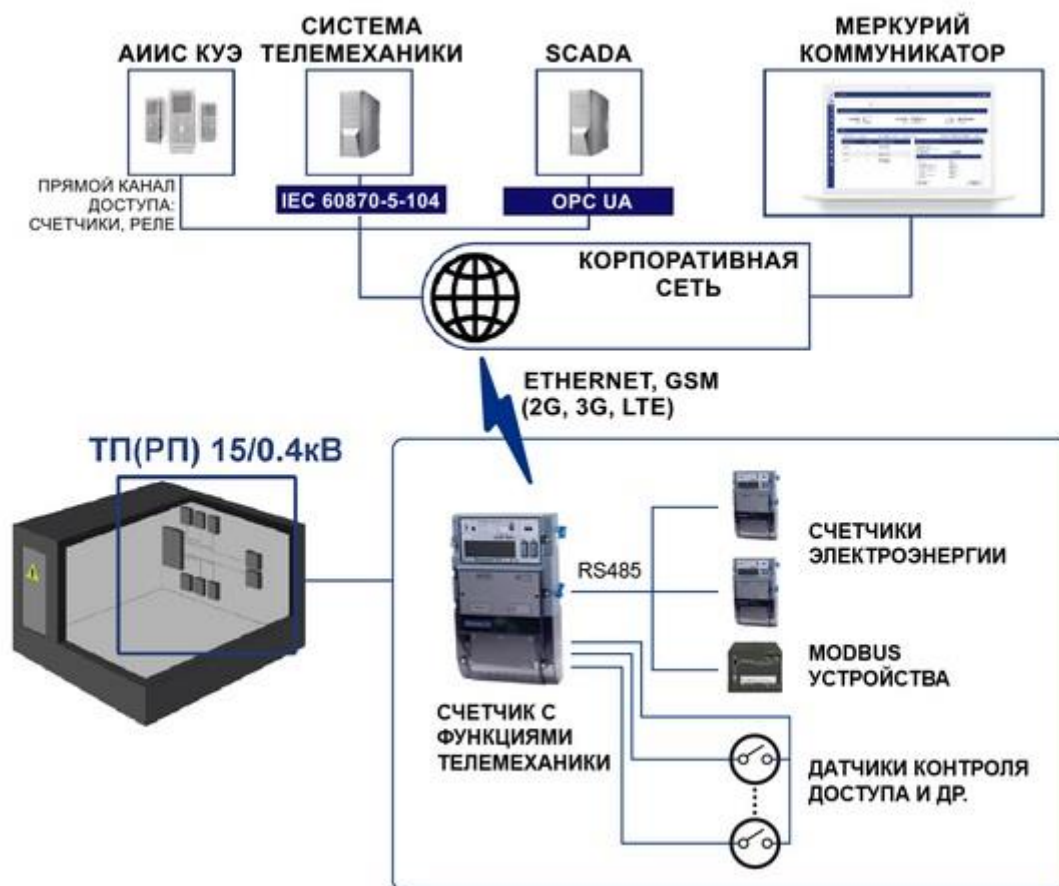 АИИС КУЭ
СИСТЕМА
ТЕЛЕМЕХАНИКИ
SCADA
МЕРКУРИЙ
КОММУНИКАТОР
ПРЯМОЙ КАНАЛ
ДОСТУПА:
СЧЕТЧИКИ, РЕЛЕ
IEC 60870-5-104
OPC UA
КОРПОРАТИВНАЯ
СЕТЬ
ETHERNET, GSM
(2G, 3G, LTE)
ТП(РП) 15/0.4кВ
RS485
СЧЕТЧИКИ
ЭЛЕКТРОЭНЕРГИИ
MODBUS
УСТРОЙСТВА
СЧЕТЧИК С
ФУНКЦИЯМИ
ТЕЛЕМЕХАНИКИ
ДАТЧИКИ КОНТРОЛЯ
ДОСТУПА И ДР.